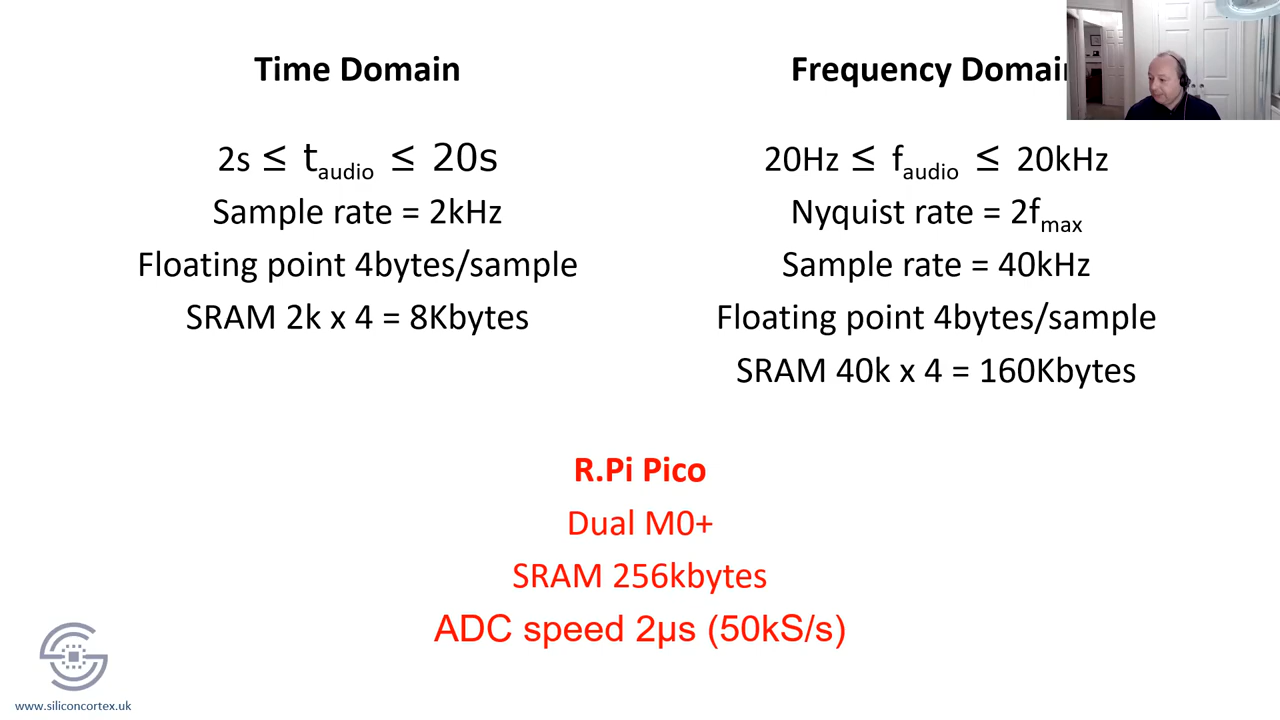 Time Domain
2s ≤ t_audio ≤ 20s
Sample rate = 2kHz
Floating point 4bytes/sample
SRAM 2k x 4 = 8Kbytes
Frequency Domain
20Hz ≤ f_audio ≤ 20kHz
Nyquist rate = 2f_max
Sample rate = 40kHz
Floating point 4bytes/sample
SRAM 40k x 4 = 160Kbytes
R.Pi Pico
Dual M0+
SRAM 256kbytes
ADC speed 2µs (50kS/s)
www.siliconcortex.uk